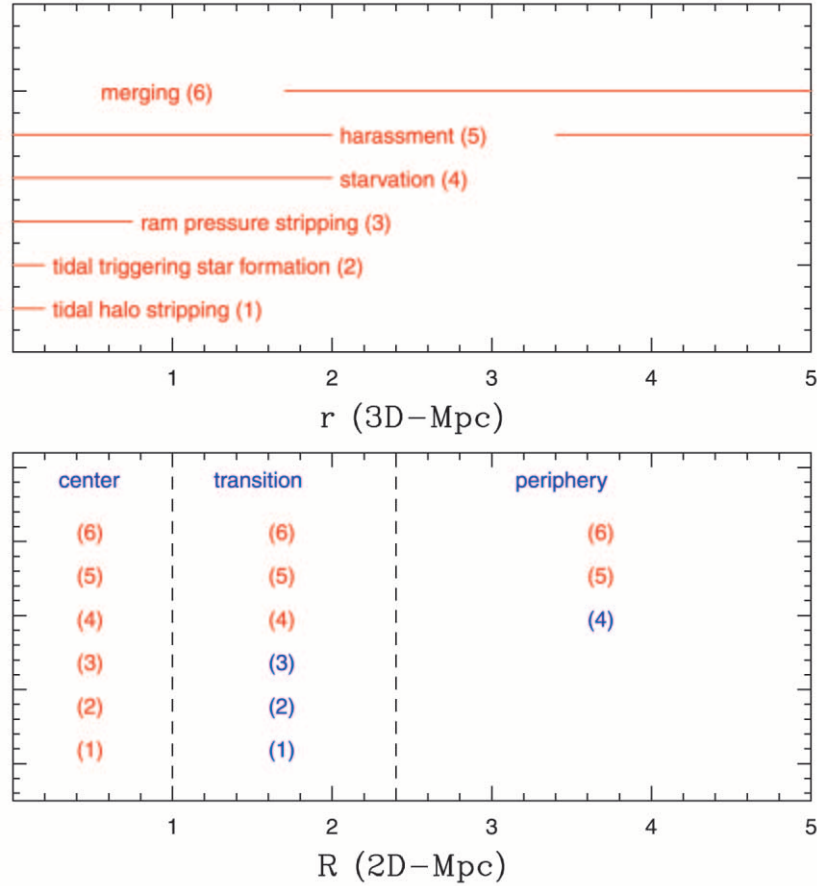 merging (6)
harassment (5)
starvation (4)
ram pressure stripping (3)
tidal triggering star formation (2)
tidal halo stripping (1)
1 2 3 4 5
r (3D-Mpc)
center transition periphery
(6) (6) (6)
(5) (5) (5)
(4) (4) (4)
(3) (3)
(2) (2)
(1) (1)
1 2 3 4 5
R (2D-Mpc)